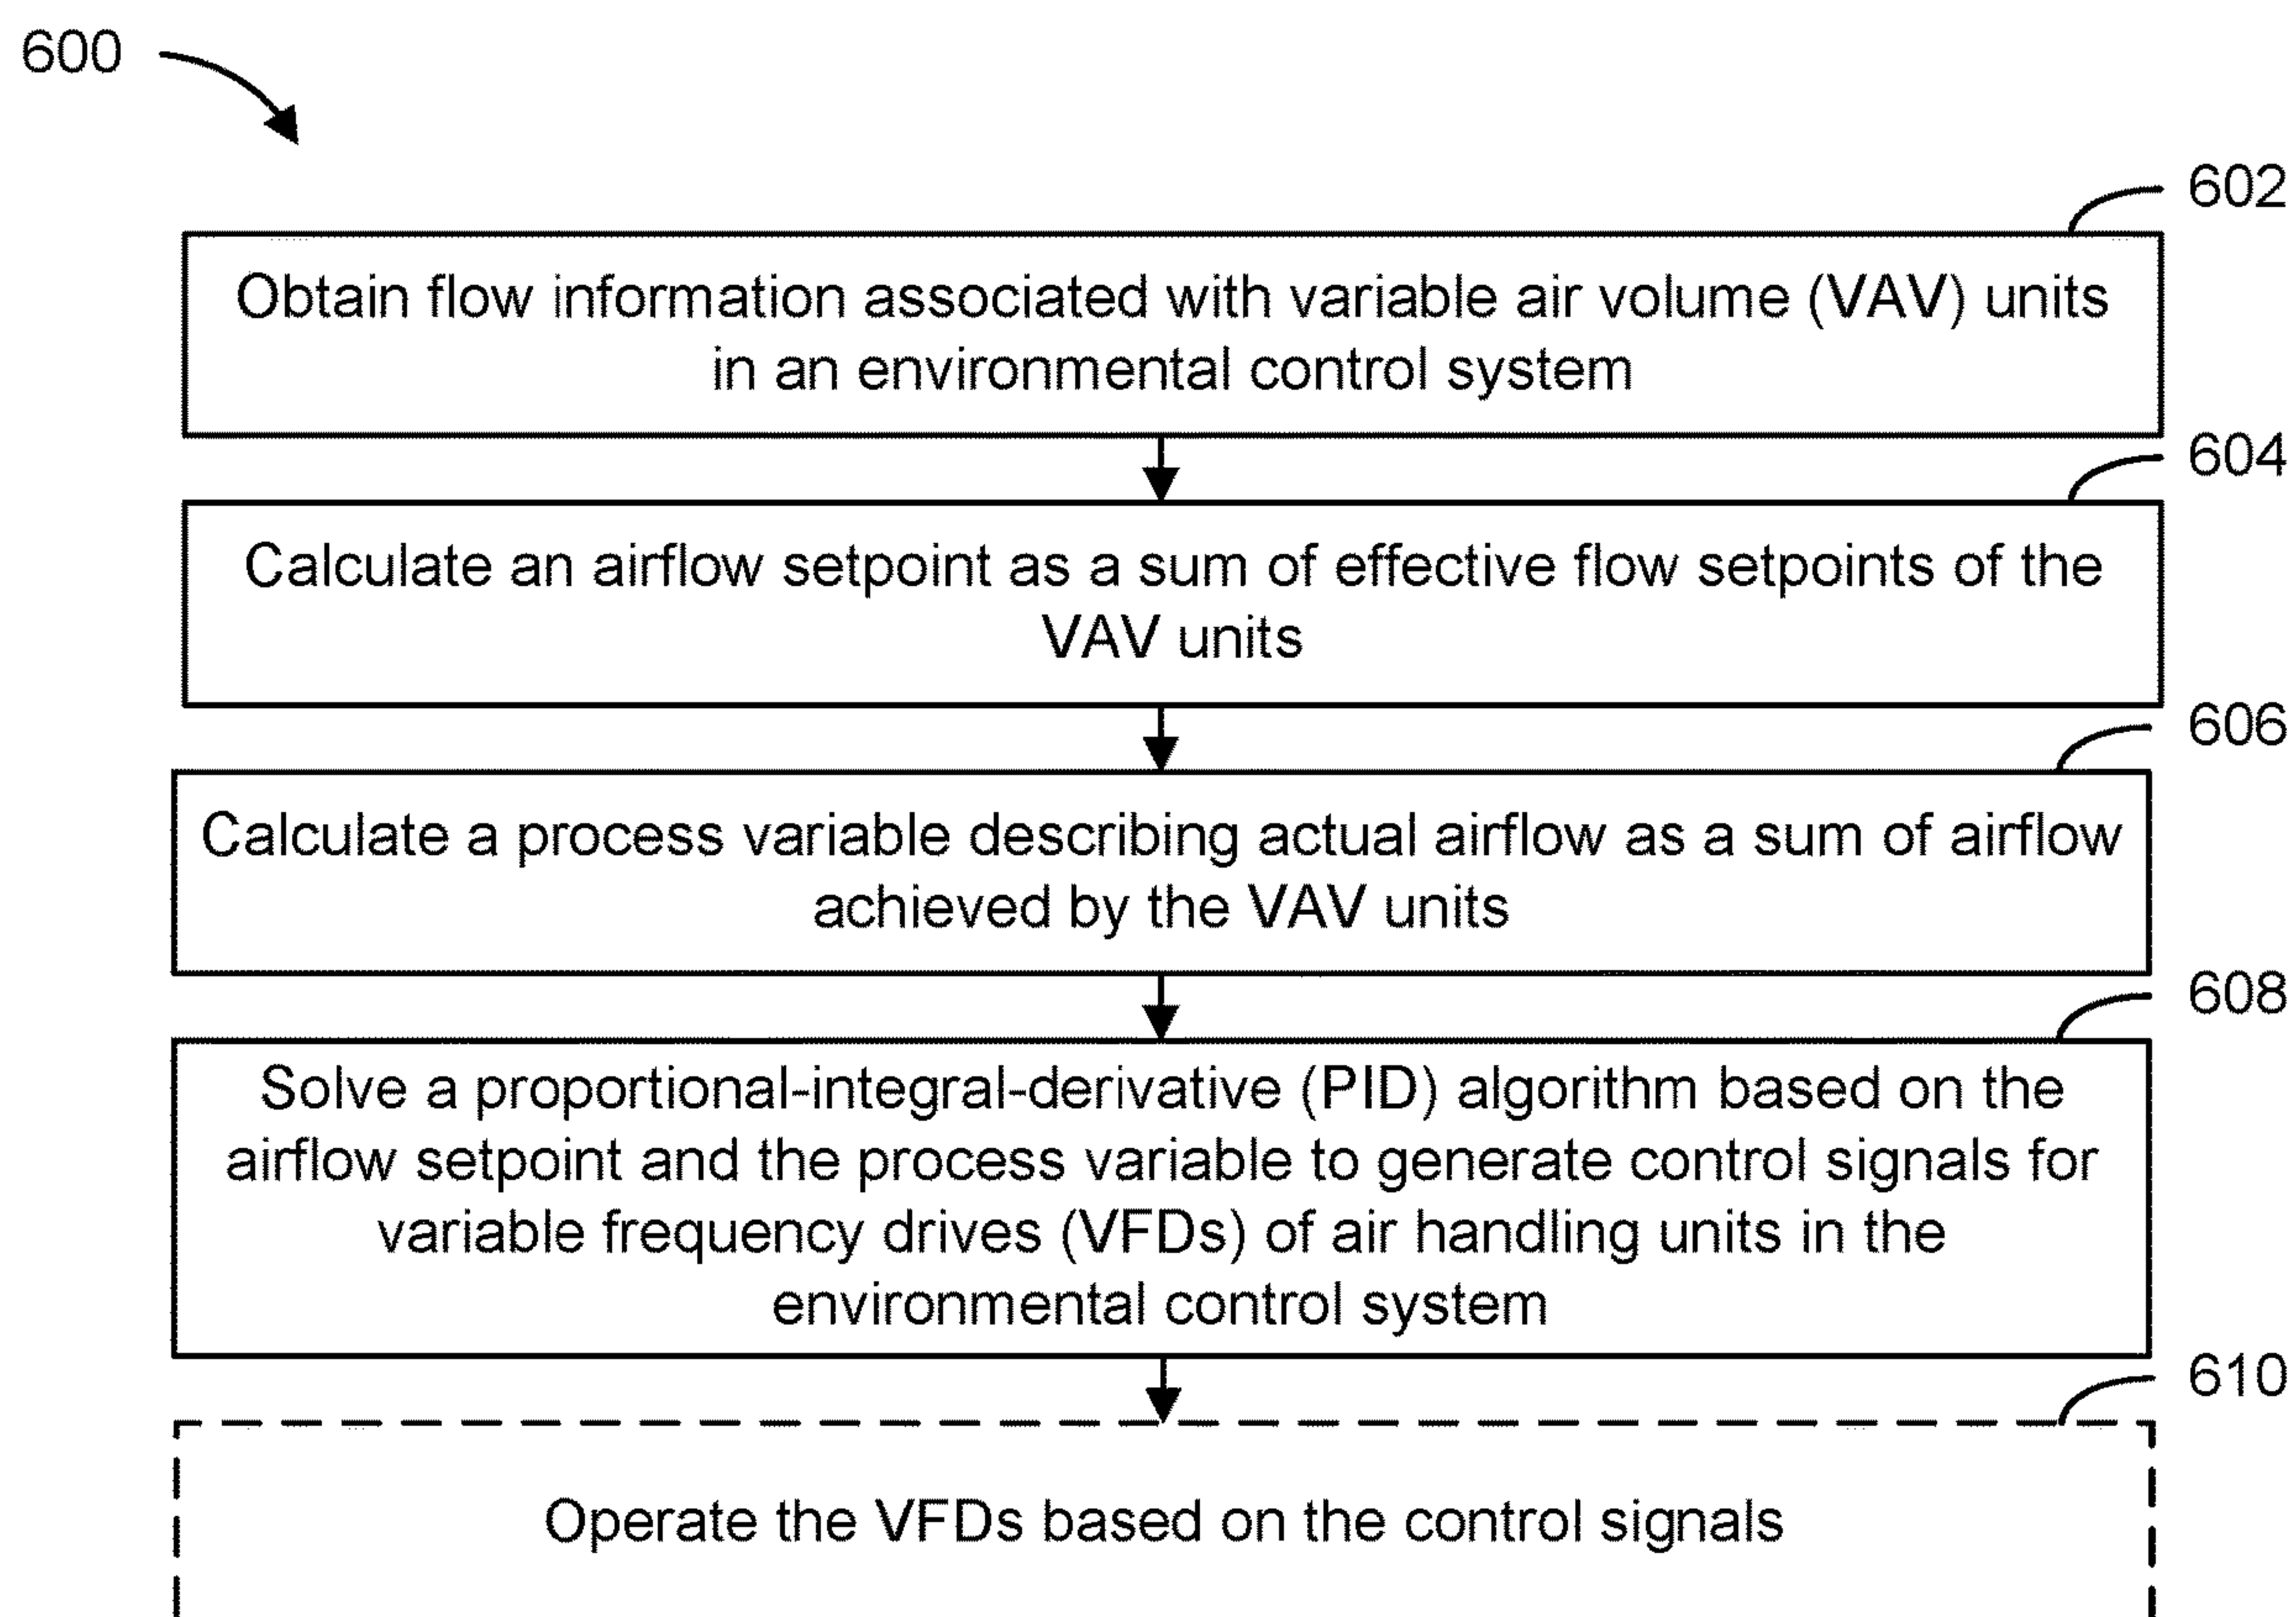 600
602
Obtain flow information associated with variable air volume (VAV) units
in an environmental control system
604
Calculate an airflow setpoint as a sum of effective flow setpoints of the
VAV units
606
Calculate a process variable describing actual airflow as a sum of airflow
achieved by the VAV units
608
Solve a proportional-integral-derivative (PID) algorithm based on the
airflow setpoint and the process variable to generate control signals for
variable frequency drives (VFDs) of air handling units in the
environmental control system
610
Operate the VFDs based on the control signals